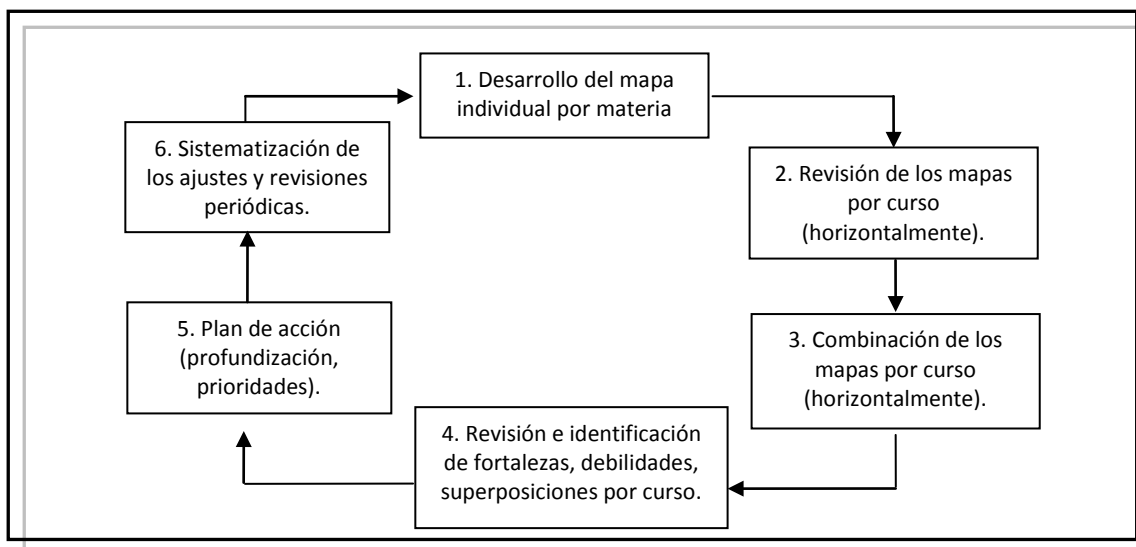 1. Desarrollo del mapa
individual por materia
2. Revisión de los mapas
por curso
(horizontalmente).
3. Combinación de los
mapas por curso
(horizontalmente).
4. Revisión e identificación
de fortalezas, debilidades,
superposiciones por curso.
5. Plan de acción
(profundización,
prioridades).
6. Sistematización de
los ajustes y revisiones
periódicas.